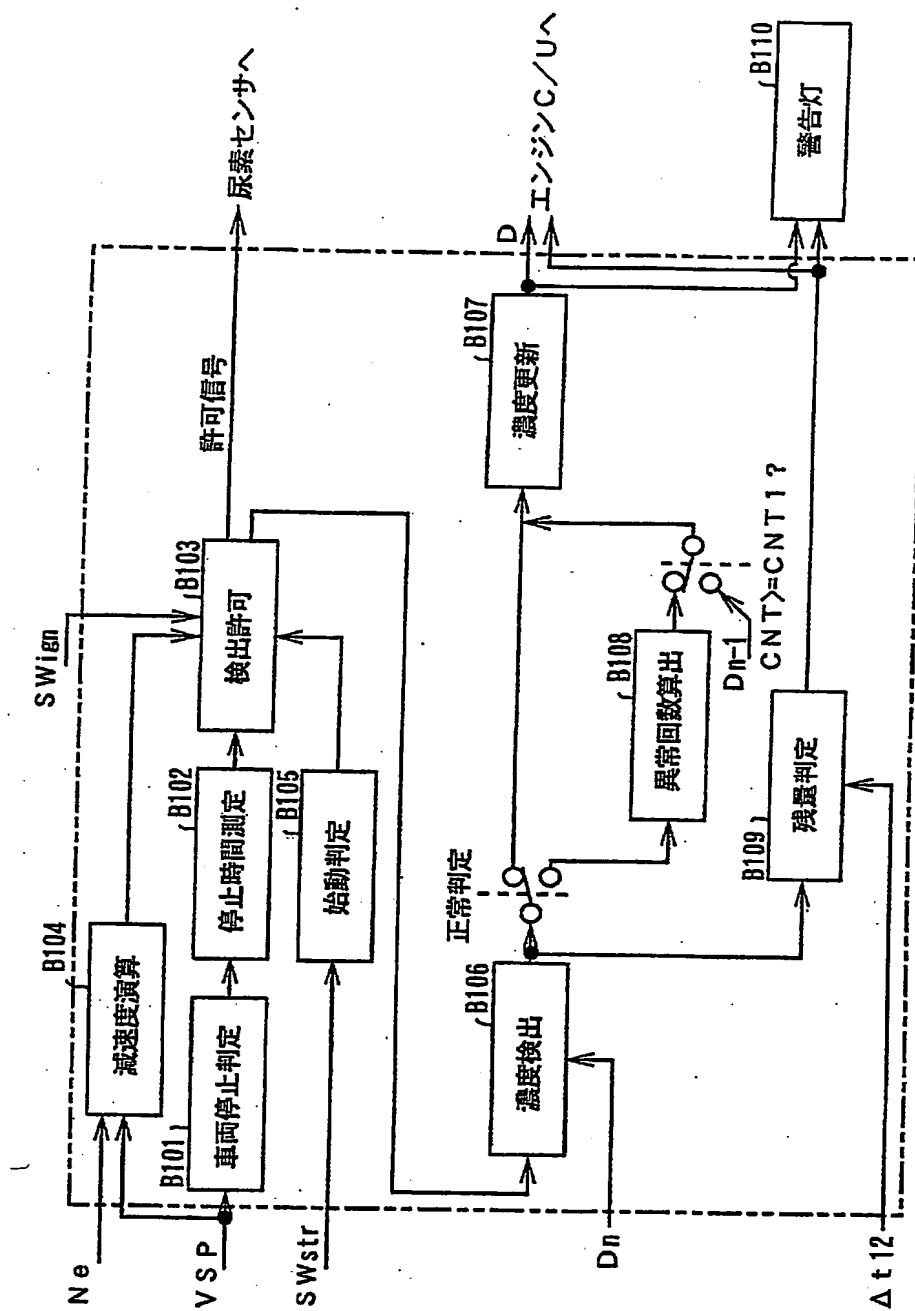 Ne
VSP
SWstr
SWign
B104
減速度演算
B101
車両停止判定
B102
停止時間測定
B105
始動判定
B103
検出許可
許可信号
尿素センサへ
B106
濃度検出
正常判定
B107
濃度更新
D
エンジンC/Uへ
B108
異常回数算出
Dn-1
CNT>=CNT1?
B109
残量判定
B110
警告灯
Dn
Δt12